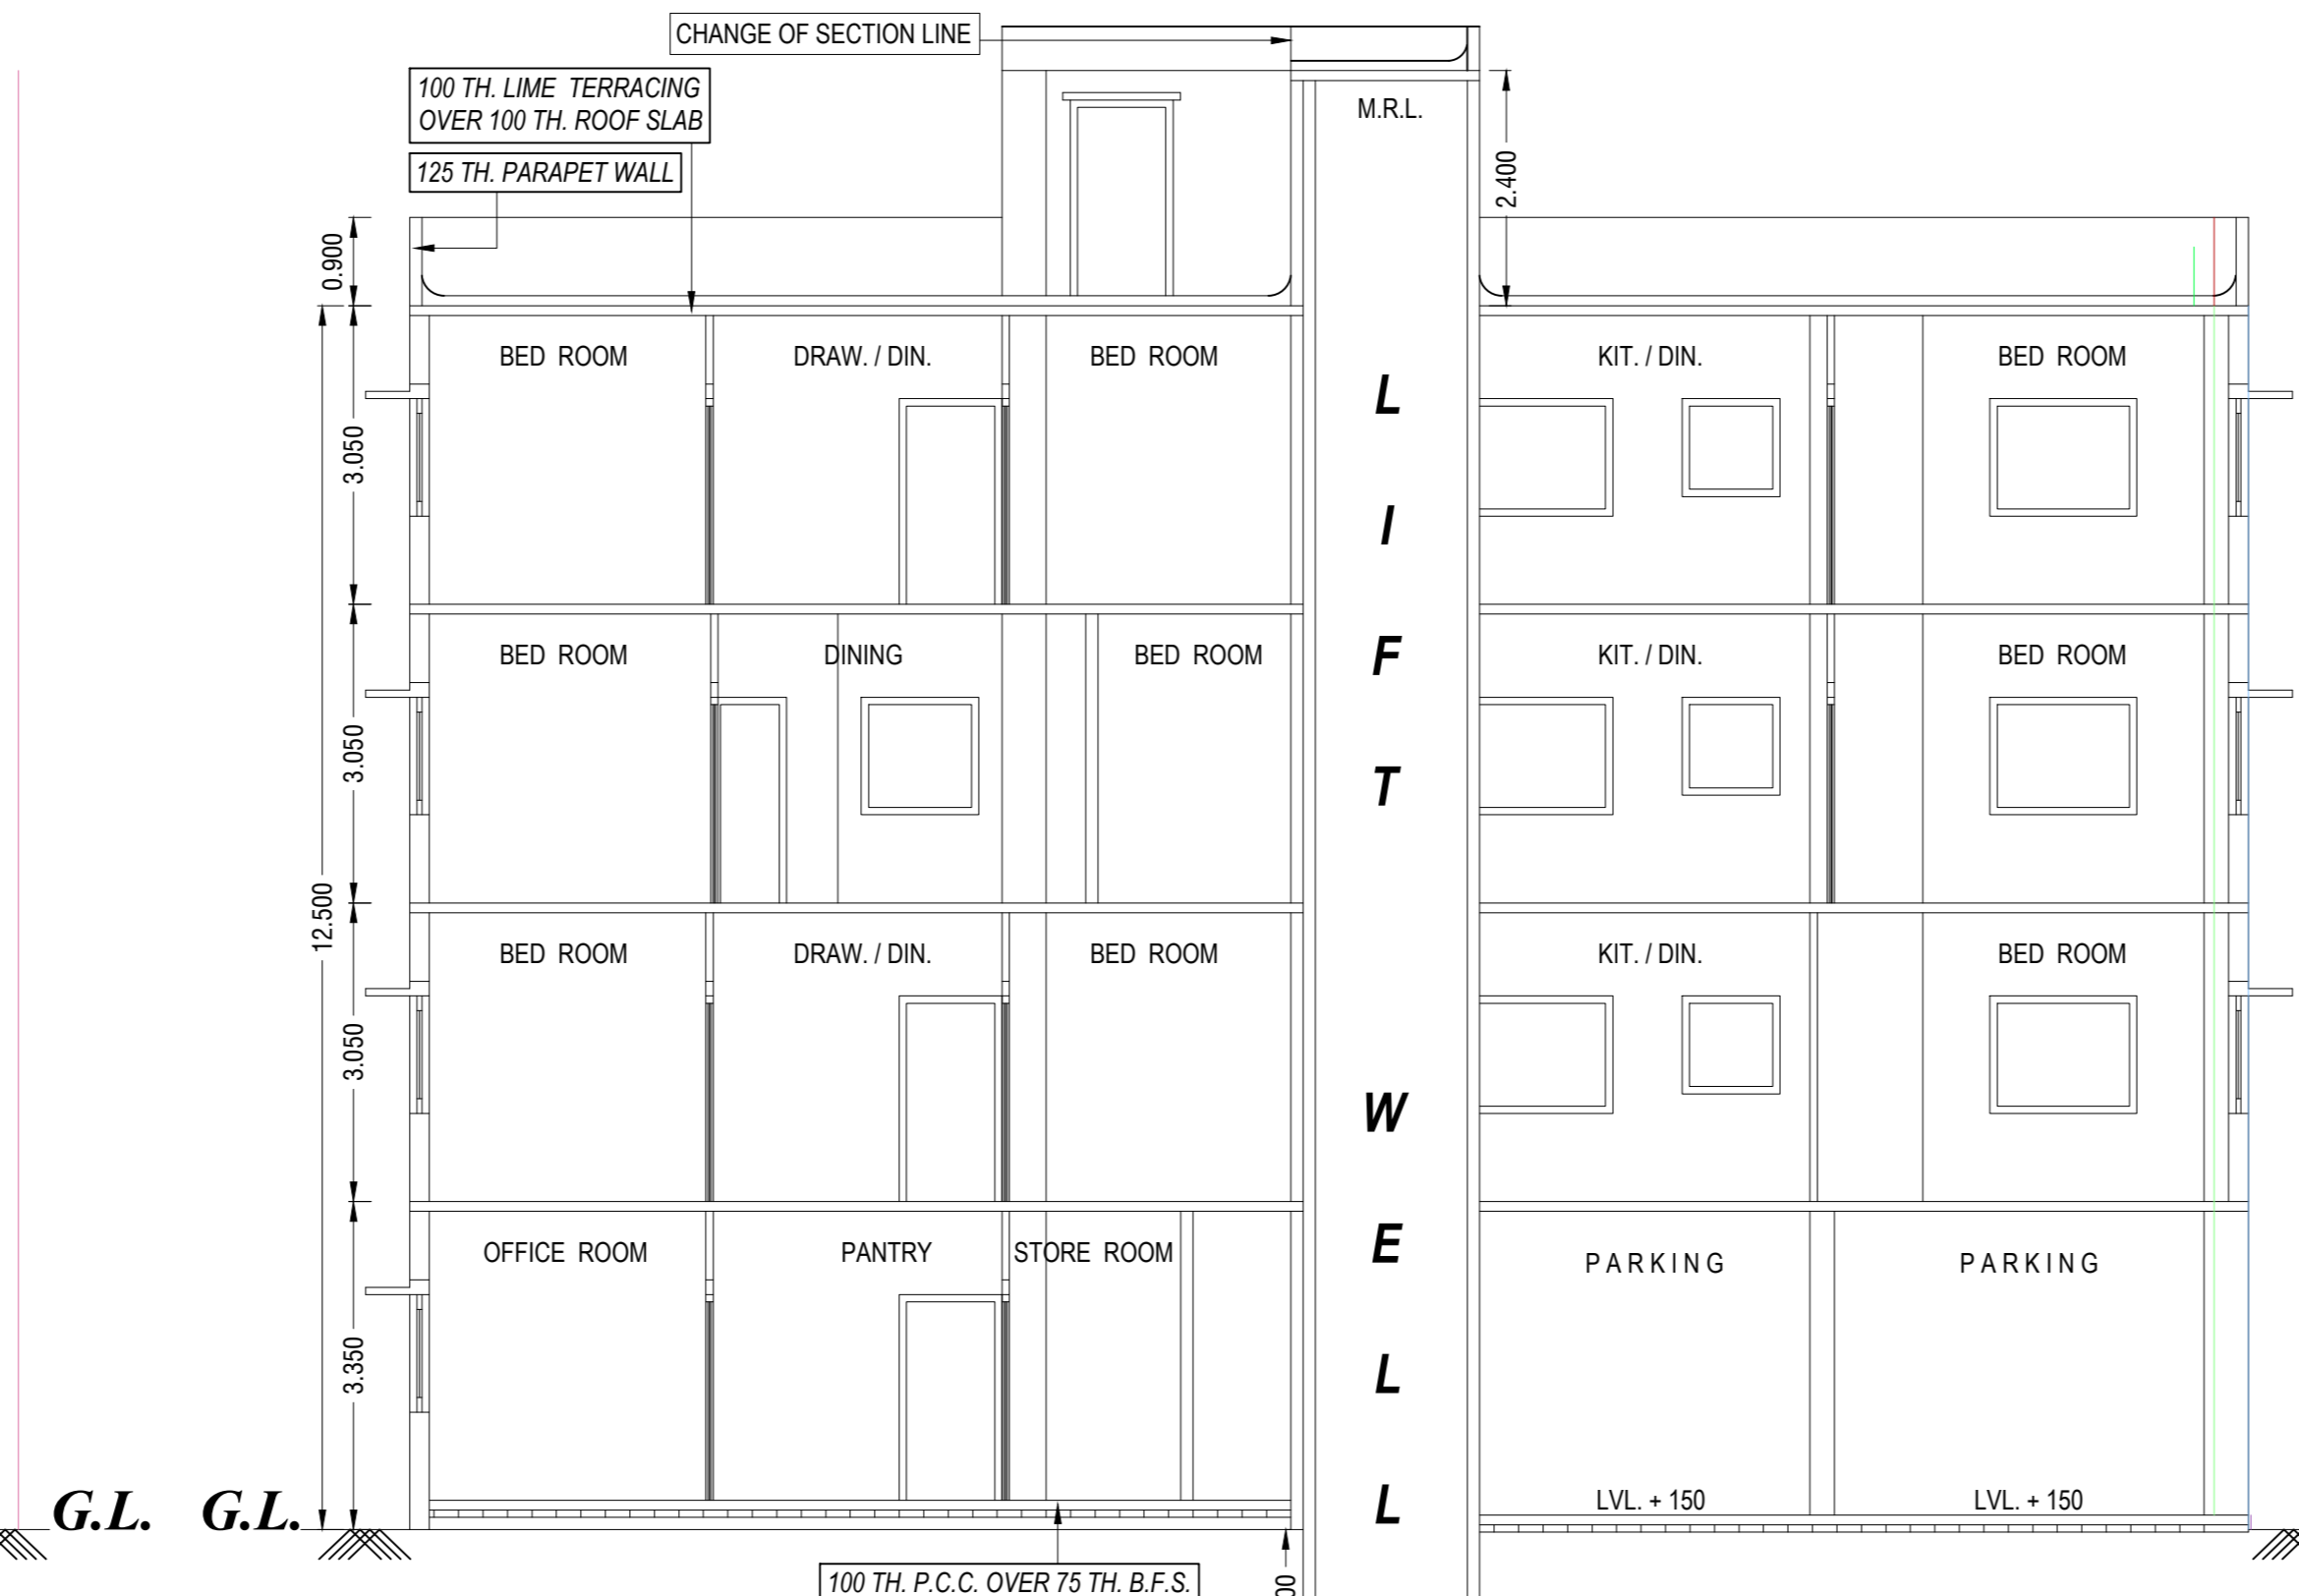 CHANGE OF SECTION LINE
100 TH. LIME TERRACING
OVER 100 TH. ROOF SLAB
125 TH. PARAPET WALL
M.R.L.
2.400
0.900
BED ROOM DRAW. / DIN. BED ROOM KIT. / DIN. BED ROOM
3.050
BED ROOM DINING BED ROOM KIT. / DIN. BED ROOM
3.050
12.500
BED ROOM DRAW. / DIN. BED ROOM KIT. / DIN. BED ROOM
3.050
OFFICE ROOM PANTRY STORE ROOM PARKING PARKING
3.350
L
I
F
T
W
E
L
L
LVL. + 150 LVL. + 150
G.L. G.L.
100 TH. P.C.C. OVER 75 TH. B.F.S.